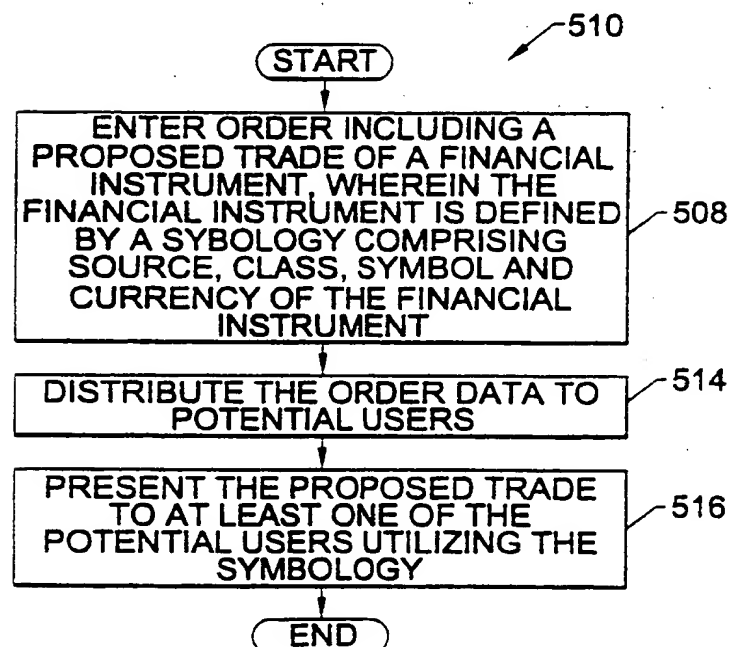 510
START
ENTER ORDER INCLUDING A
PROPOSED TRADE OF A FINANCIAL
INSTRUMENT, WHEREIN THE
FINANCIAL INSTRUMENT IS DEFINED
BY A SYBOLOGY COMPRISING
SOURCE, CLASS, SYMBOL AND
CURRENCY OF THE FINANCIAL
INSTRUMENT
508
DISTRIBUTE THE ORDER DATA TO
POTENTIAL USERS
514
PRESENT THE PROPOSED TRADE
TO AT LEAST ONE OF THE
POTENTIAL USERS UTILIZING THE
SYMBOLOGY
516
END